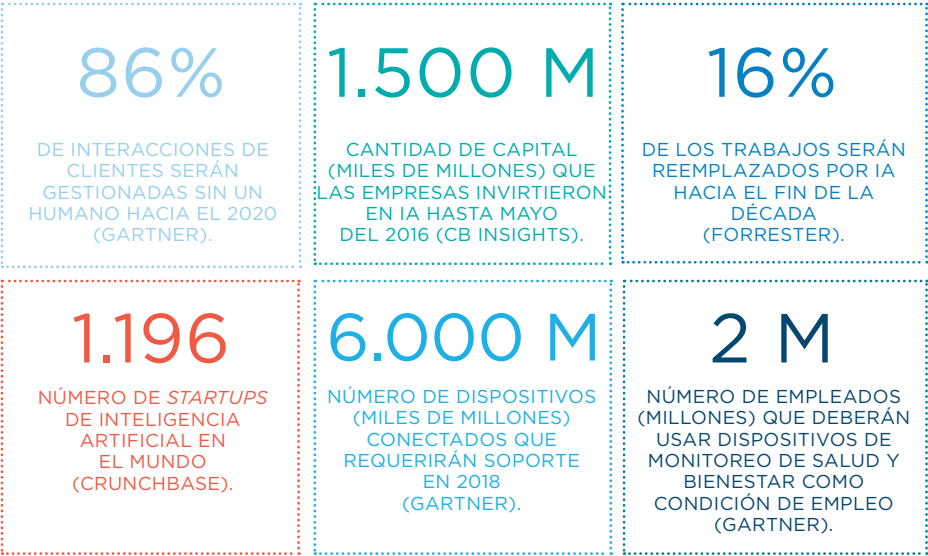 86%
DE INTERACCIONES DE
CLIENTES SERÁN
GESTIONADAS SIN UN
HUMANO HACIA EL 2020
(GARTNER).
1.500 M
CANTIDAD DE CAPITAL
(MILES DE MILLONES) QUE
LAS EMPRESAS INVIRTIERON
EN IA HASTA MAYO
DEL 2016 (CB INSIGHTS).
16%
DE LOS TRABAJOS SERÁN
REEMPLAZADOS POR IA
HACIA EL FIN DE LA
DÉCADA
(FORRESTER).
1.196
NÚMERO DE STARTUPS
DE INTELIGENCIA
ARTIFICIAL EN
EL MUNDO
(CRUNCHBASE).
6.000 M
NÚMERO DE DISPOSITIVOS
(MILES DE MILLONES)
CONECTADOS QUE
REQUERIRÁN SOPORTE
EN 2018
(GARTNER).
2 M
NÚMERO DE EMPLEADOS
(MILLONES) QUE DEBERÁN
USAR DISPOSITIVOS DE
MONITOREO DE SALUD Y
BIENESTAR COMO
CONDICIÓN DE EMPLEO
(GARTNER).